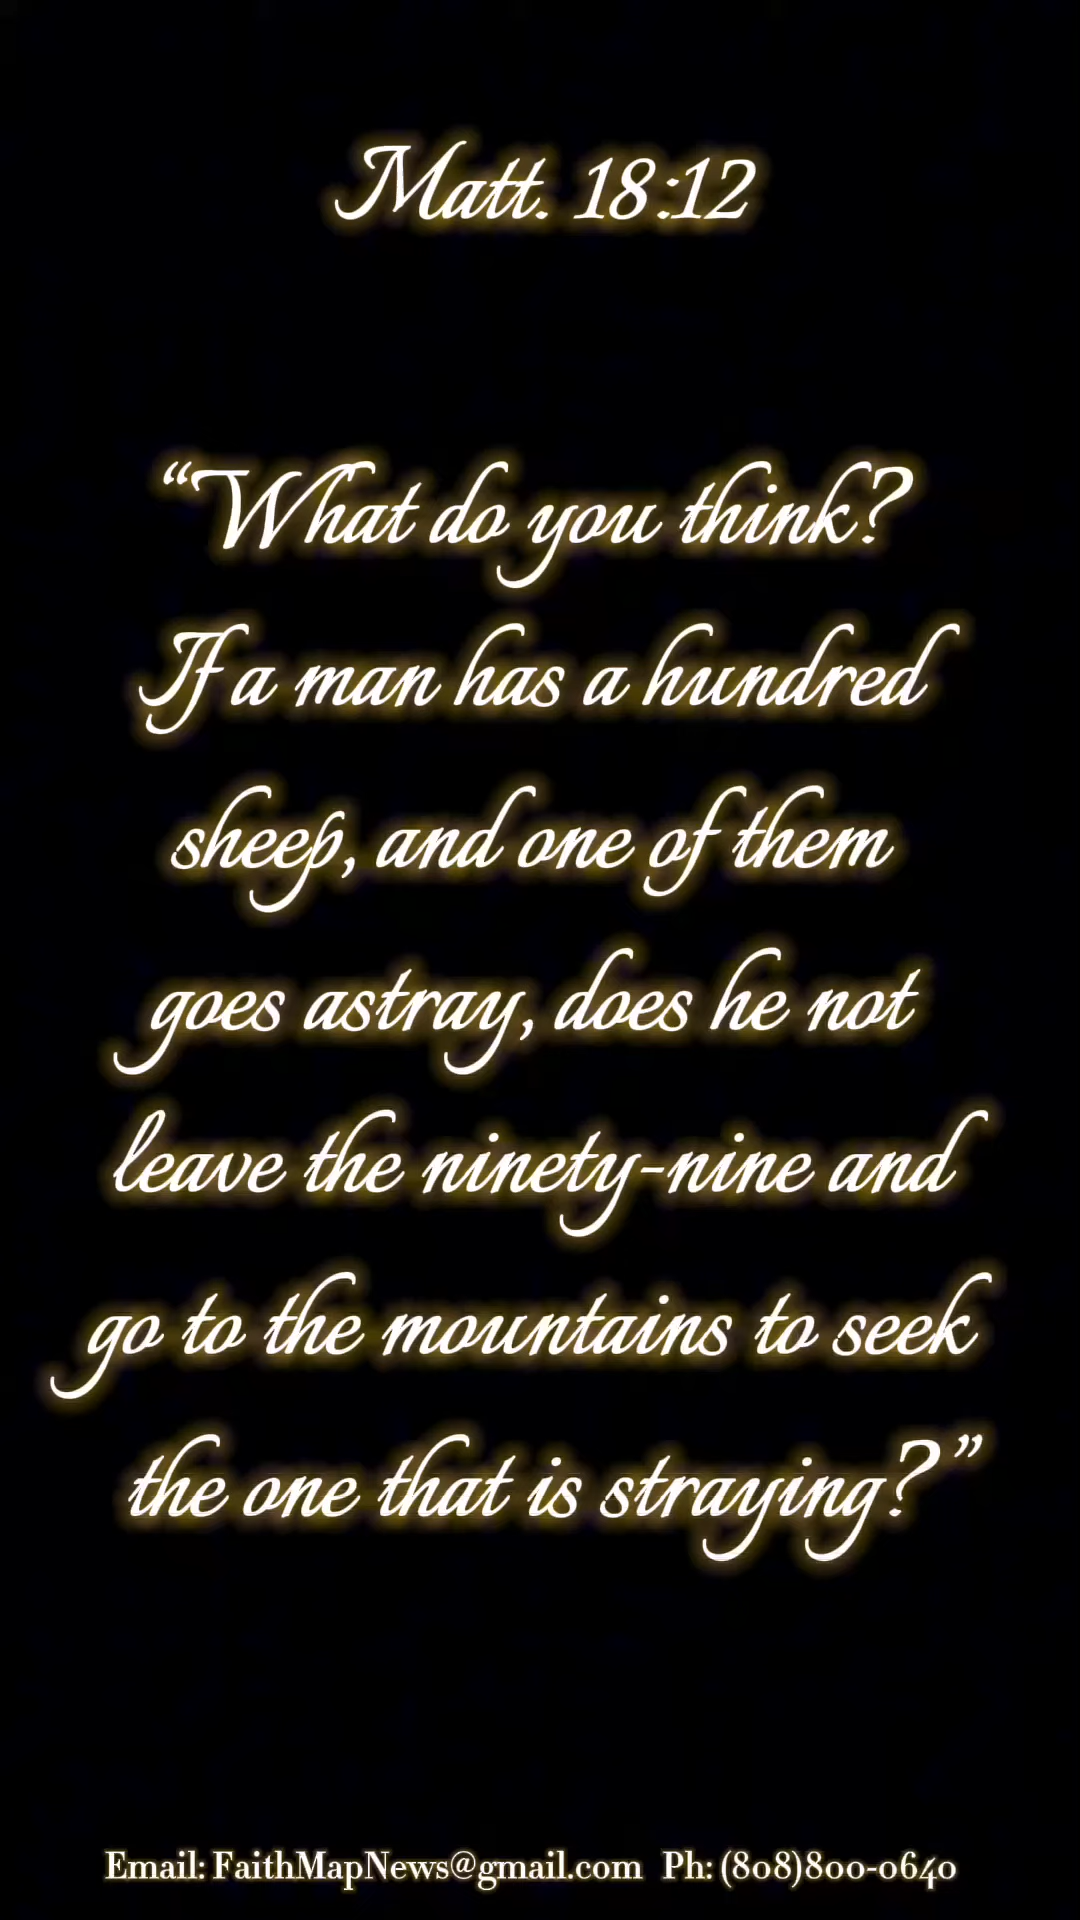 Matt. 18:12
“What do you think?
If a man has a hundred
sheep, and one of them
goes astray, does he not
leave the ninety-nine and
go to the mountains to seek
the one that is straying?”
Email: FaithMapNews@gmail.com Ph: (808)800-0640